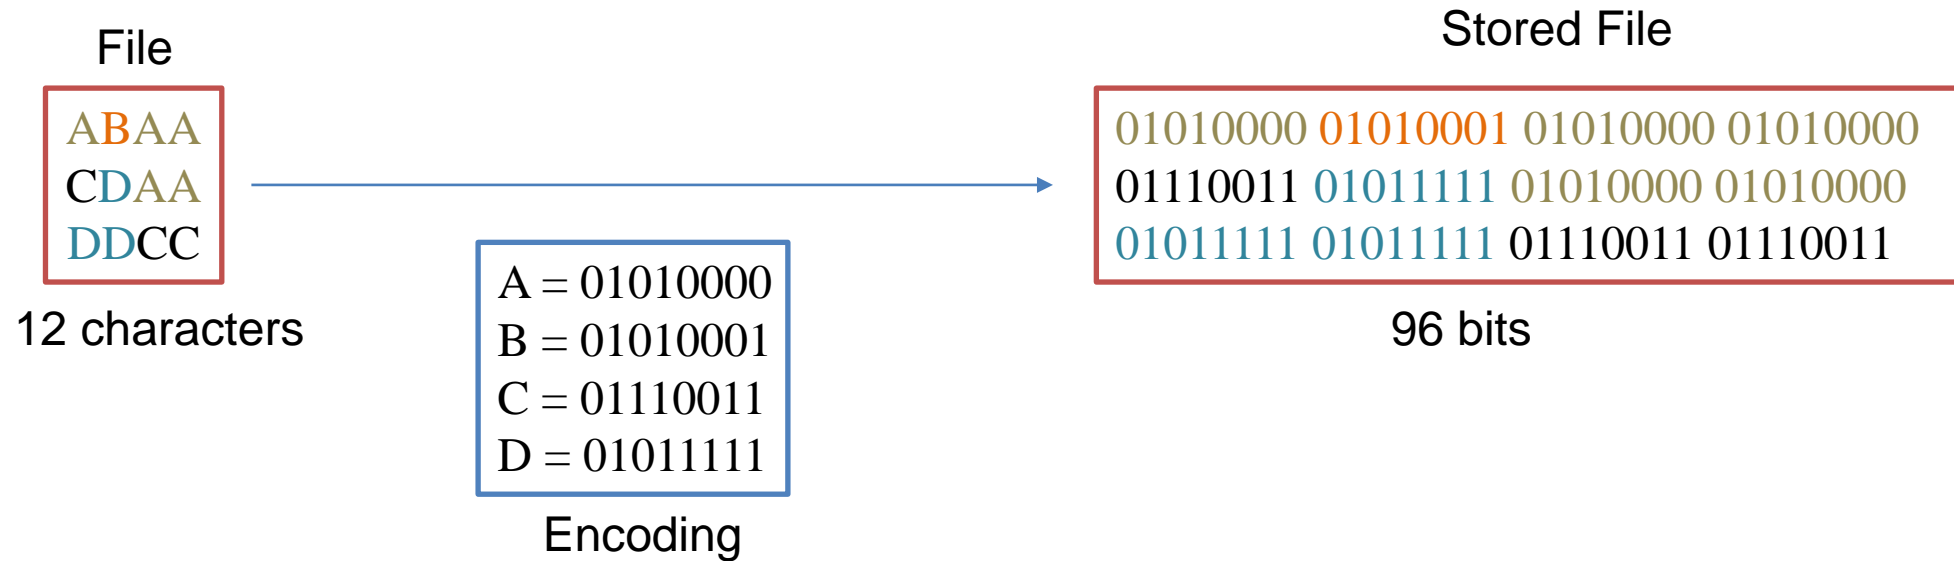 File
ABAA
CDAA
DDCC
12 characters
A = 01010000
B = 01010001
C = 01110011
D = 01011111
Encoding
Stored File
01010000 01010001 01010000 01010000
01110011 01011111 01010000 01010000
01011111 01011111 01110011 01110011
96 bits